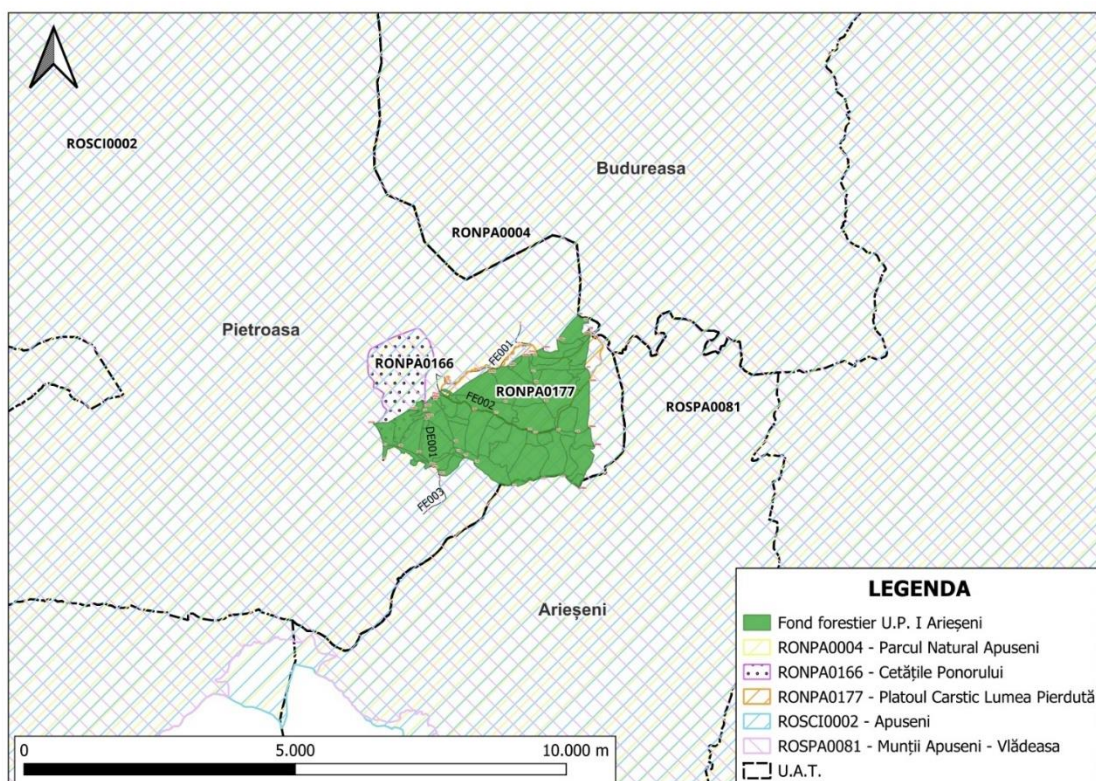 ROSCI0002
Budureasa
RONPA0004
Pietroasa
RONPA0166
FE001
RONPA0177
FE002
ROSPA0081
DE001
FE003
Arieșeni
LEGENDA
Fond forestier U.P. I Arieșeni
RONPA0004 - Parcul Natural Apuseni
RONPA0166 - Cetățile Ponorului
RONPA0177 - Platoul Carstic Lumea Pierdută
ROSCI0002 - Apuseni
ROSPA0081 - Munții Apuseni - Vlădeasa
U.A.T.
0 5.000 10.000 m